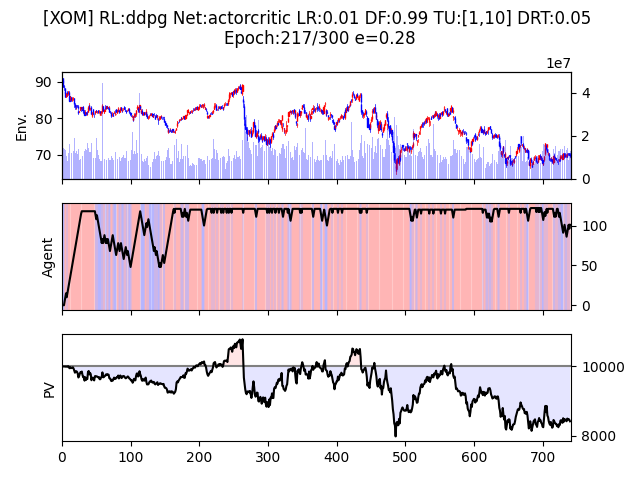 [XOM] RL:ddpg Net:actorcritic LR:0.01 DF:0.99 TU:[1,10] DRT:0.05
Epoch:217/300 e=0.28
1e7
90
80
70
Env.
4
2
0
Agent
100
50
0
PV
10000
8000
0 100 200 300 400 500 600 700